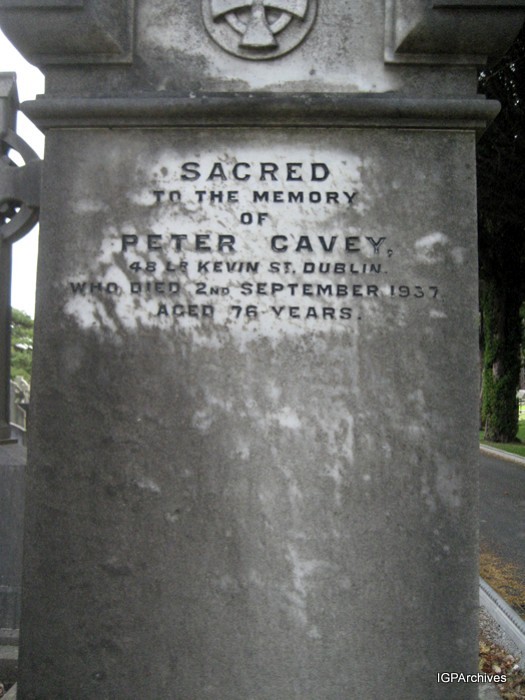 SACRED
TO THE MEMORY
OF
PETER CAVEY,
48 LR KEVIN ST. DUBLIN.
WHO DIED 2ND SEPTEMBER 1937
AGED 76 YEARS.
IGPArchives